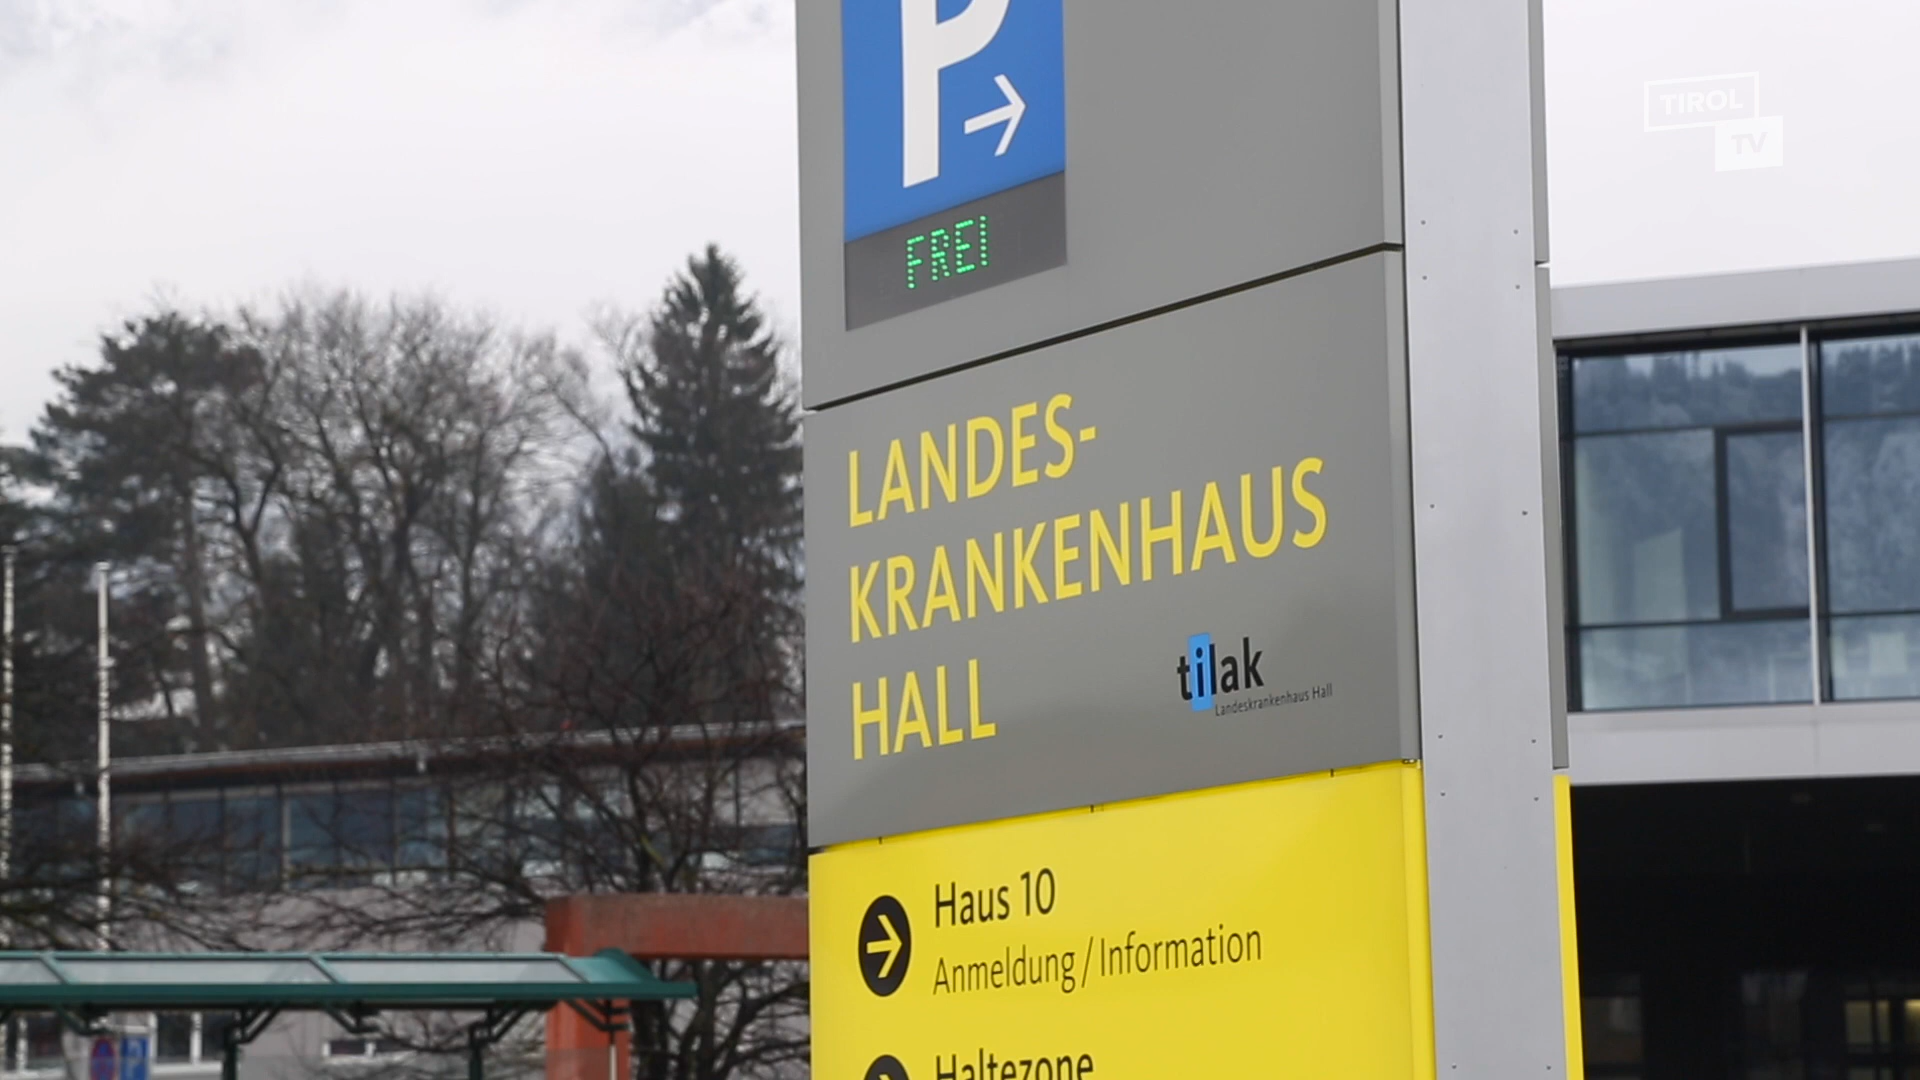 P
FREI
TIROL
TV
LANDES-
KRANKENHAUS
HALL
tilak
Landeskrankenhaus Hall
Haus 10
Anmeldung / Information
Haltezone